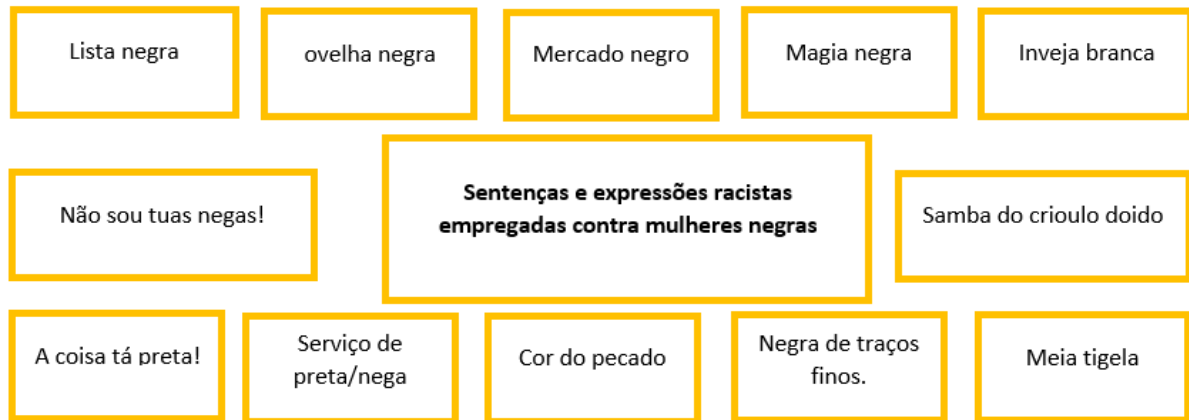 Lista negra
ovelha negra
Mercado negro
Magia negra
Inveja branca
Não sou tuas negas!
Sentenças e expressões racistas
empregadas contra mulheres negras
Samba do crioulo doido
A coisa tá preta!
Serviço de
preta/nega
Cor do pecado
Negra de traços
finos.
Meia tigela